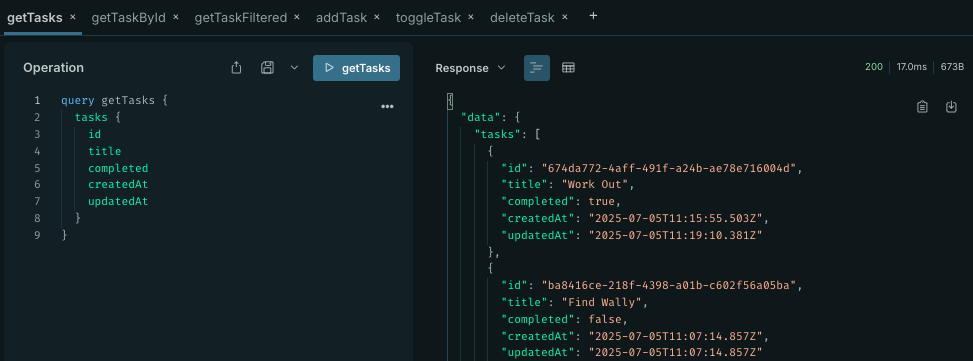 getTasks × getTaskById × getTaskFiltered × addTask × toggleTask × deleteTask × +
Operation
getTasks
1 query getTasks {
2 tasks {
3 id
4 title
5 completed
6 createdAt
7 updatedAt
8 }
9 }
Response
200 17.0ms 673B
{
"data": {
"tasks": [
{
"id": "674da772-4aff-491f-a24b-ae78e716004d",
"title": "Work Out",
"completed": true,
"createdAt": "2025-07-05T11:15:55.503Z",
"updatedAt": "2025-07-05T11:19:10.381Z"
},
{
"id": "ba8416ce-218f-4398-a01b-c602f56a05ba",
"title": "Find Wally",
"completed": false,
"createdAt": "2025-07-05T11:07:14.857Z",
"updatedAt": "2025-07-05T11:07:14.857Z"